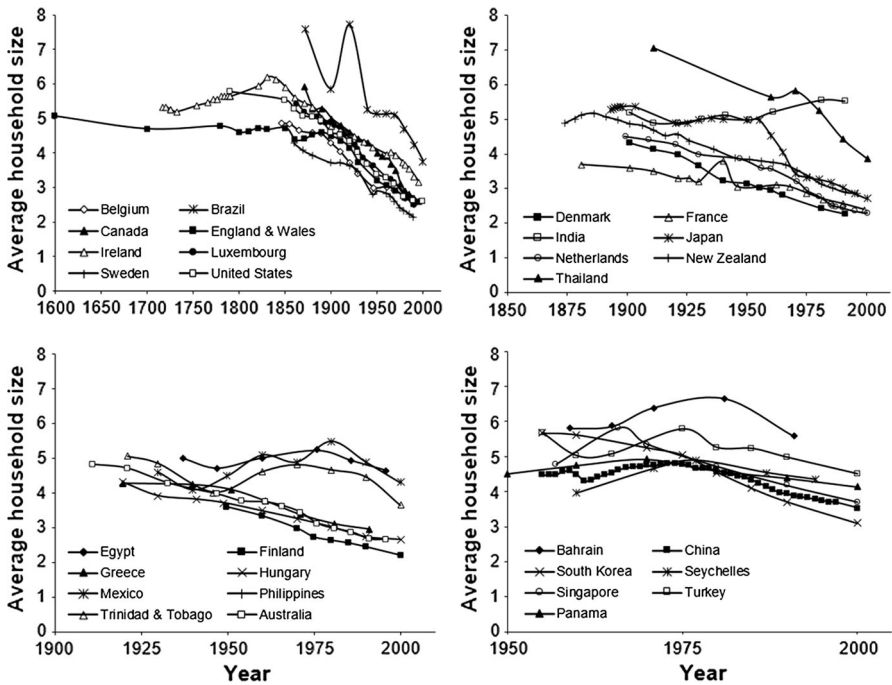 Average household size
8
7
6
5
4
3
2
1
0
1600 1650 1700 1750 1800 1850 1900 1950 2000
Belgium Brazil
Canada England & Wales
Ireland Luxembourg
Sweden United States
Average household size
8
7
6
5
4
3
2
1
0
1850 1875 1900 1925 1950 1975 2000
Denmark France
India Japan
Netherlands New Zealand
Thailand
Average household size
8
7
6
5
4
3
2
1
0
1900 1925 1950 1975 2000
Egypt Finland
Greece Hungary
Mexico Philippines
Trinidad & Tobago Australia
Year
Average household size
8
7
6
5
4
3
2
1
0
1950 1975 2000
Bahrain China
South Korea Seychelles
Singapore Turkey
Panama
Year